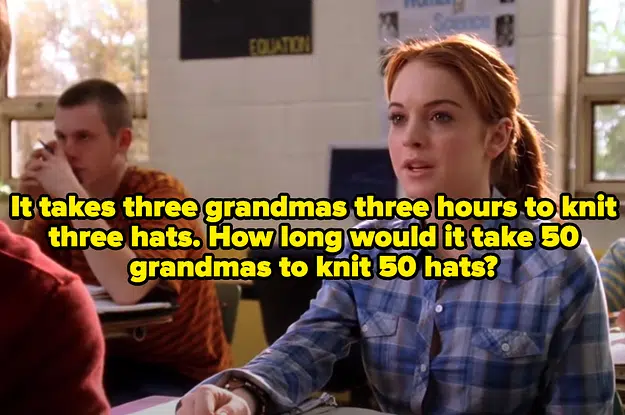 EQUATION
It takes three grandmas three hours to knit
three hats. How long would it take 50
grandmas to knit 50 hats?